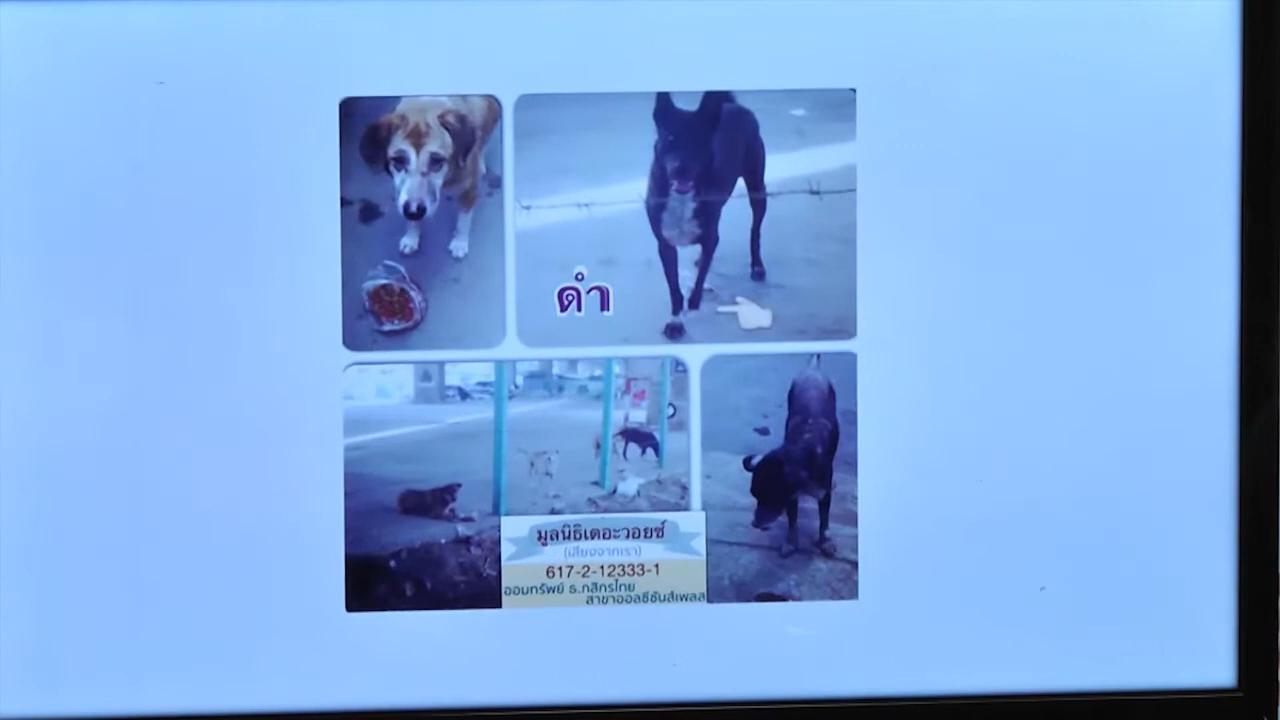 ดำ
มูลนิธิเดอะวอยซ์
(เสียงจากเรา)
617-2-12333-1
ออมทรัพย์ ธ.กสิกรไทย
สาขาออลซีซันส์เพลส